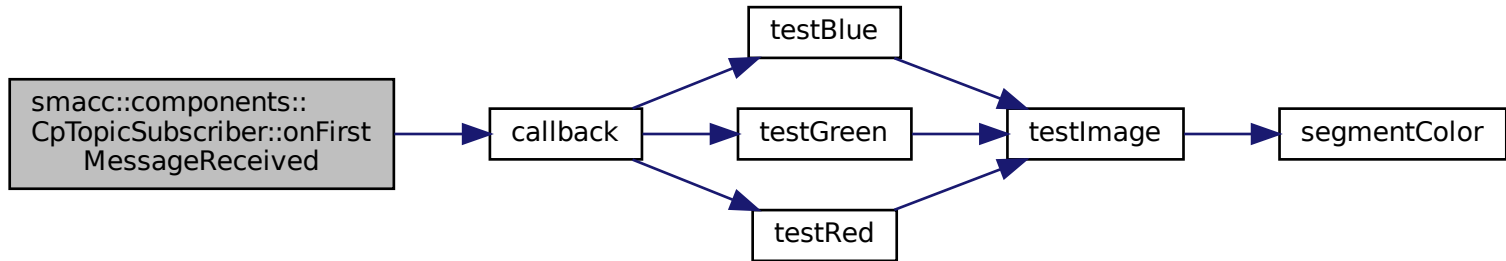 smacc::components::
CpTopicSubscriber::onFirst
MessageReceived
callback
testBlue
testGreen
testRed
testImage
segmentColor